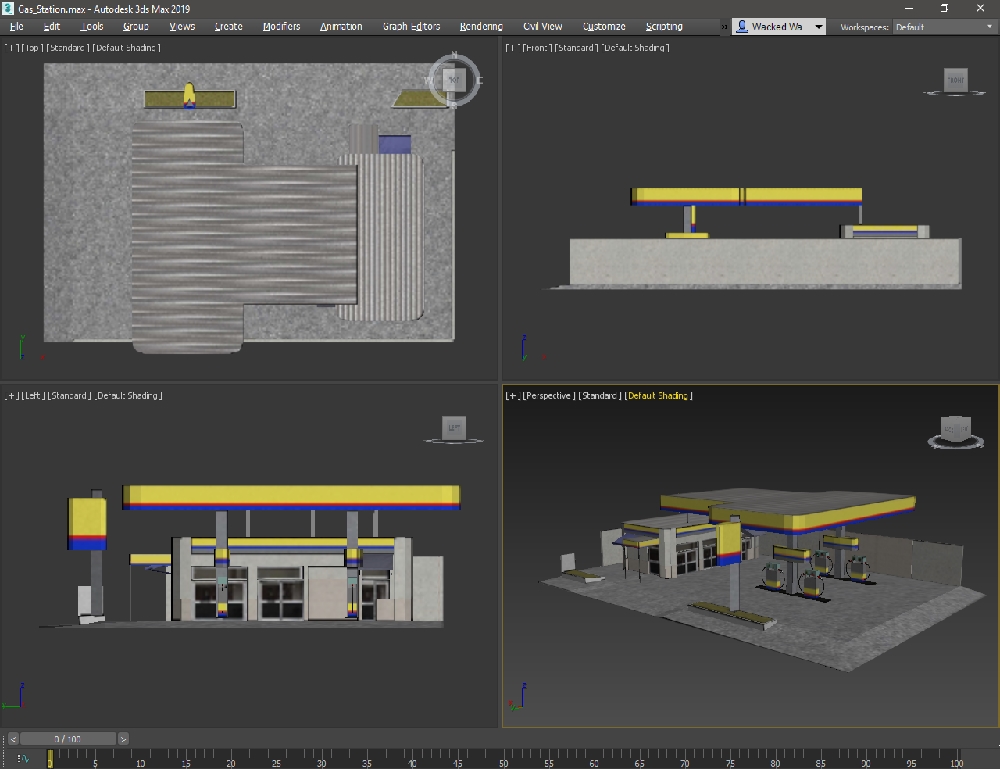 Gas_Station.max - Autodesk 3ds Max 2019
File Edit Tools Group Views Create Modifiers Animation Graph Editors Rendering Civil View Customize Scripting » Wacked Wa Workspaces: Default
[+] [Top] [Standard] [Default Shading]
N
W TOP E
[+] [Front] [Standard] [Default Shading]
FRONT
[+] [Left] [Standard] [Default Shading]
LEFT
[+] [Perspective] [Standard] [Default Shading]
z
< 0 / 100 >
0 5 10 15 20 25 30 35 40 45 50 55 60 65 70 75 80 85 90 95 100